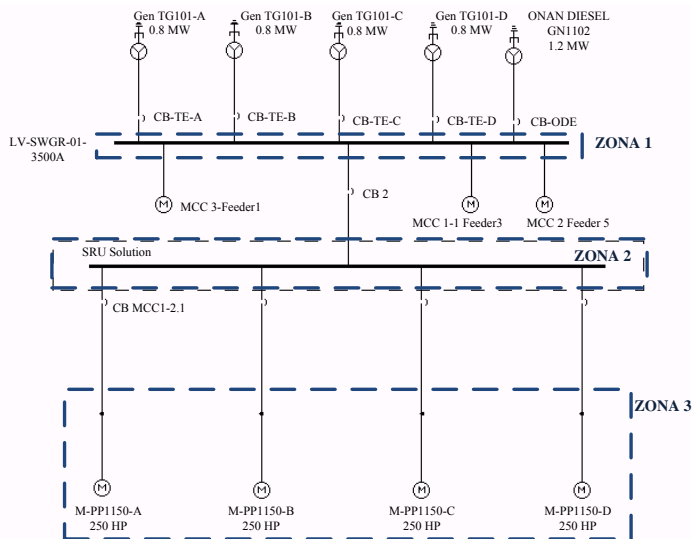 Gen TG101-A
0.8 MW
Gen TG101-B
0.8 MW
Gen TG101-C
0.8 MW
Gen TG101-D
0.8 MW
ONAN DIESEL
GN1102
1.2 MW
CB-TE-A
CB-TE-B
CB-TE-C
CB-TE-D
CB-ODE
LV-SWGR-01-
3500A
ZONA 1
M
MCC 3-Feeder1
CB 2
M
MCC 1-1 Feeder3
M
MCC 2 Feeder 5
SRU Solution
ZONA 2
CB MCC1-2.1
ZONA 3
M
M-PP1150-A
250 HP
M
M-PP1150-B
250 HP
M
M-PP1150-C
250 HP
M
M-PP1150-D
250 HP